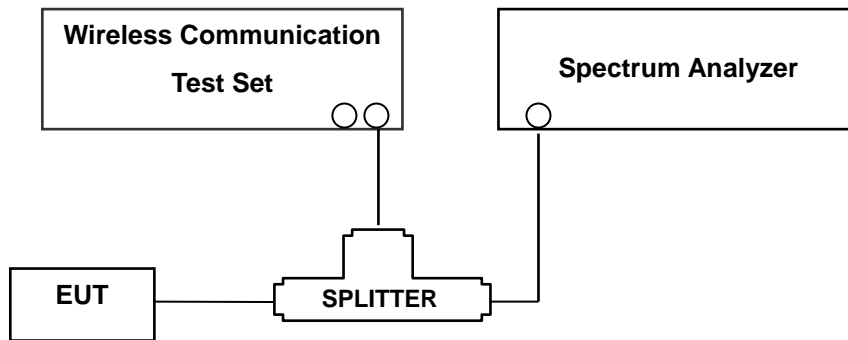 Wireless Communication
Test Set
Spectrum Analyzer
EUT
SPLITTER